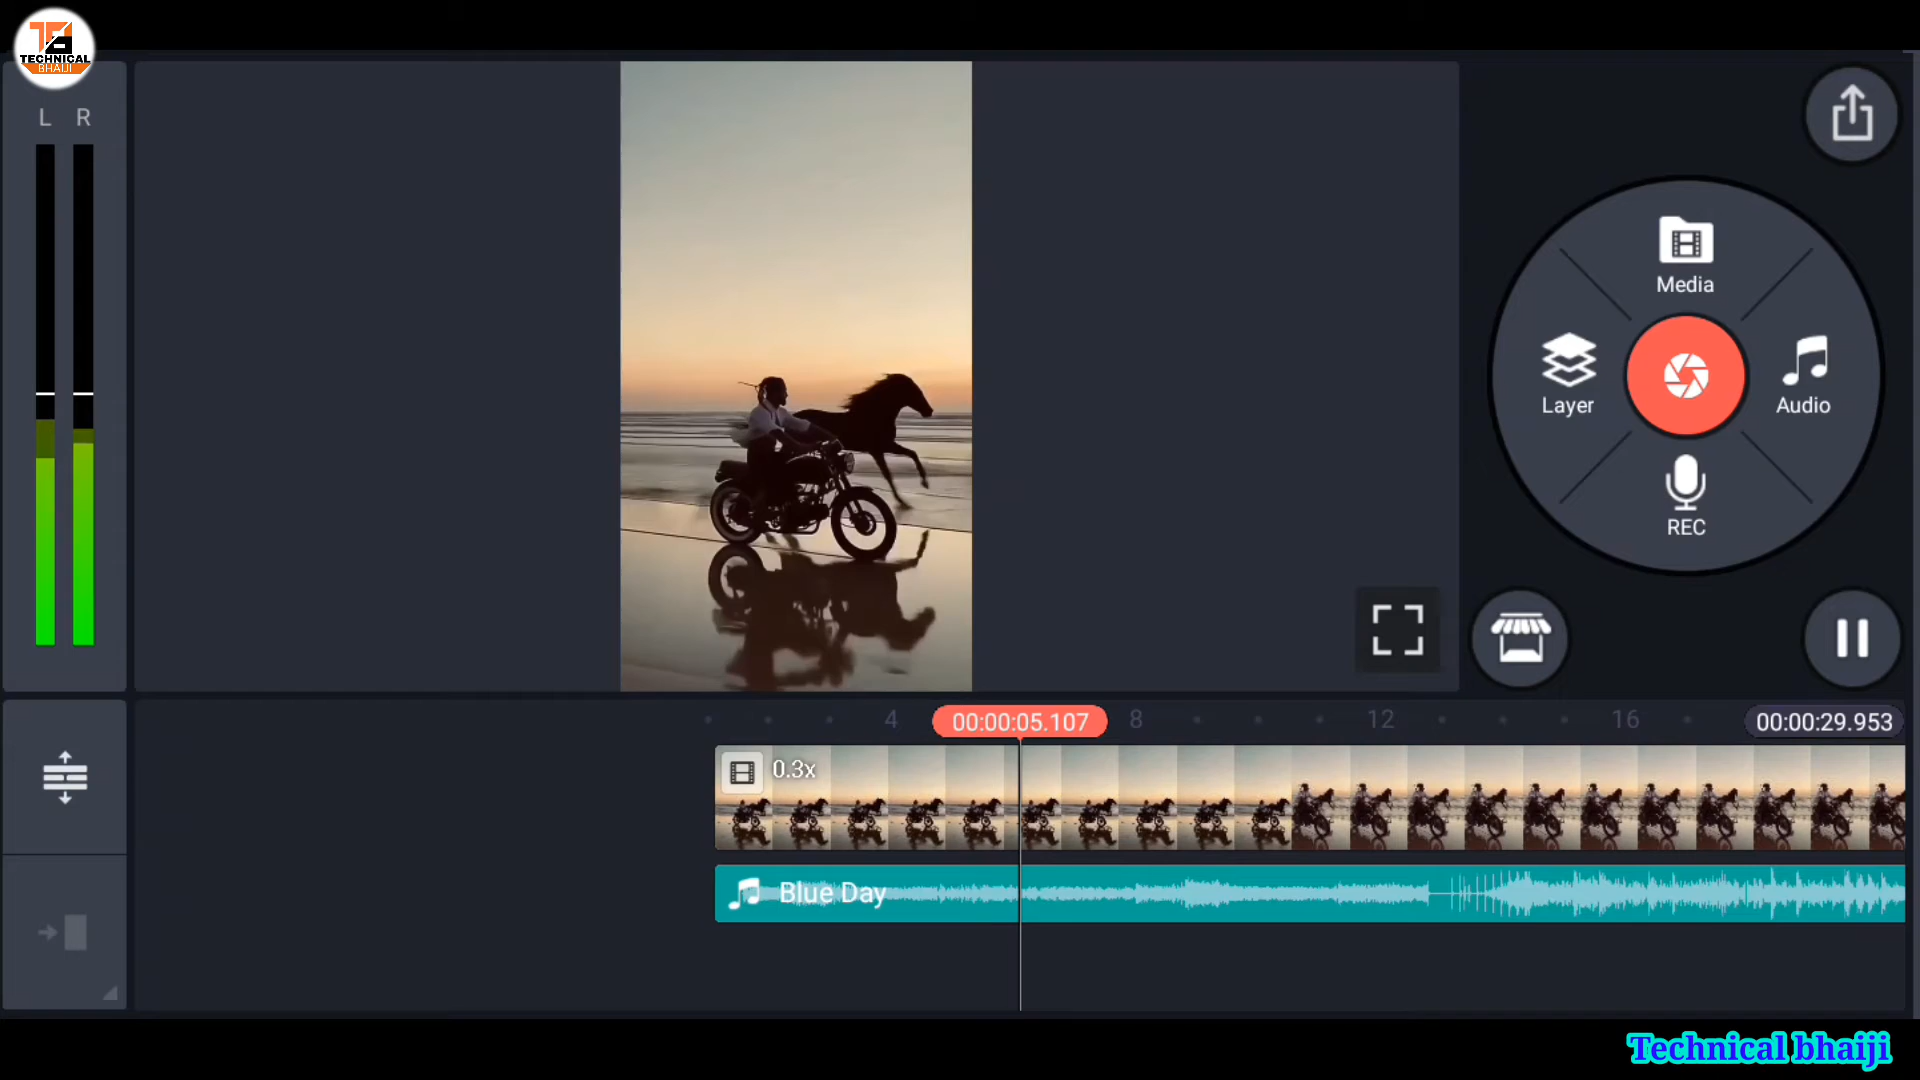 TECHNICAL
BHAIJI
L R
Media
Layer
Audio
REC
4
00:00:05.107
8
12
16
00:00:29.953
0.3x
Blue Day
Technical bhaiji